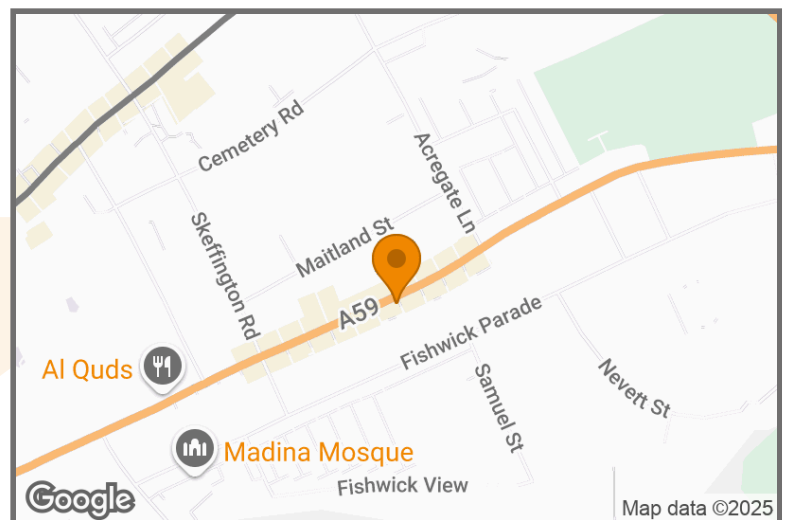 Cemetery Rd
Acregate Ln
Skeffington Rd
Maitland St
A59
Fishwick Parade
Al Quds
Samuel St
Nevett St
Madina Mosque
Fishwick View
Google
Map data ©2025